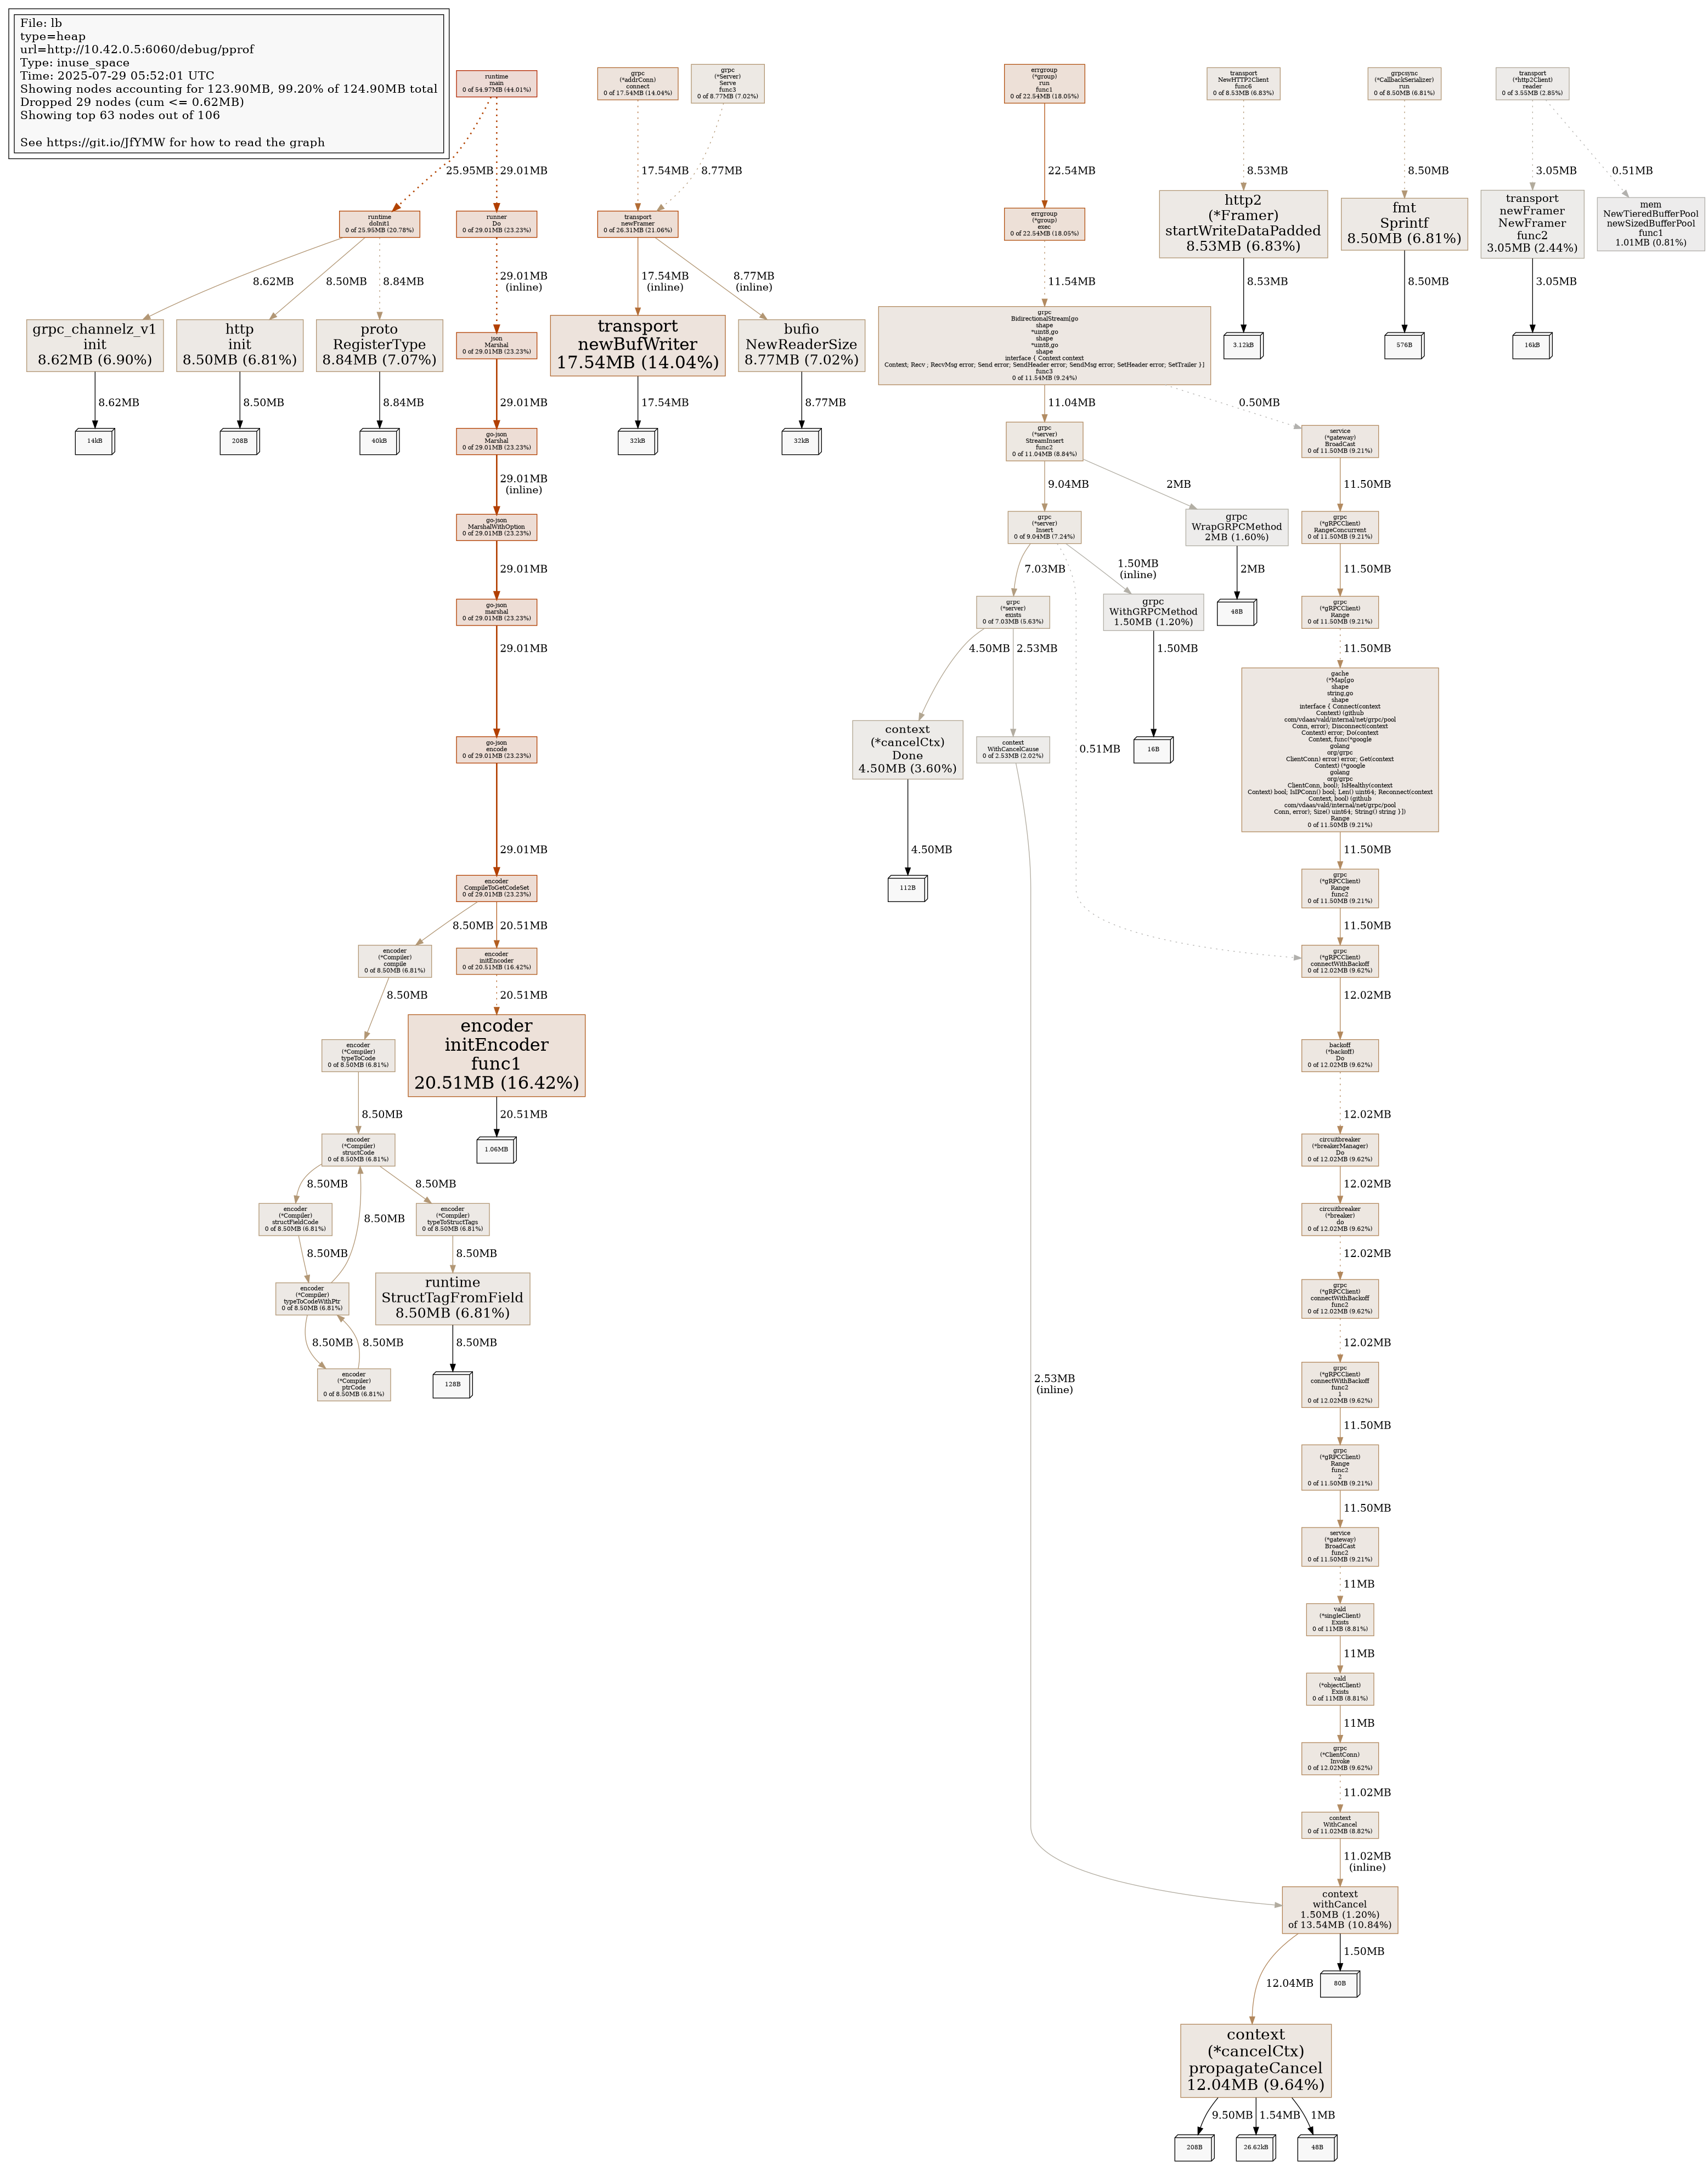 File: lb
type=heap
url=http://10.42.0.5:6060/debug/pprof
Type: inuse_space
Time: 2025-07-29 05:52:01 UTC
Showing nodes accounting for 123.90MB, 99.20% of 124.90MB total
Dropped 29 nodes (cum <= 0.62MB)
Showing top 63 nodes out of 106
See https://git.io/JfYMW for how to read the graph
runtime
main
0 of 54.97MB (44.01%)
grpc
(*addrConn)
connect
0 of 17.54MB (14.04%)
grpc
(*Server)
Serve
func3
0 of 8.77MB (7.02%)
errgroup
(*group)
run
func1
0 of 22.54MB (18.05%)
transport
NewHTTP2Client
func6
0 of 8.53MB (6.83%)
grpcsync
(*CallbackSerializer)
run
0 of 8.50MB (6.81%)
transport
(*http2Client)
reader
0 of 3.55MB (2.85%)
25.95MB
29.01MB
17.54MB
8.77MB
22.54MB
8.53MB
8.50MB
3.05MB
0.51MB
runtime
doInit1
0 of 25.95MB (20.78%)
runner
Do
0 of 29.01MB (23.23%)
transport
newFramer
0 of 26.31MB (21.06%)
errgroup
(*group)
exec
0 of 22.54MB (18.05%)
http2
(*Framer)
startWriteDataPadded
8.53MB (6.83%)
fmt
Sprintf
8.50MB (6.81%)
transport
newFramer
NewFramer
func2
3.05MB (2.44%)
mem
NewTieredBufferPool
newSizedBufferPool
func1
1.01MB (0.81%)
8.62MB
8.50MB
8.84MB
29.01MB
(inline)
17.54MB
(inline)
8.77MB
(inline)
11.54MB
8.53MB
8.50MB
3.05MB
grpc_channelz_v1
init
8.62MB (6.90%)
http
init
8.50MB (6.81%)
proto
RegisterType
8.84MB (7.07%)
json
Marshal
0 of 29.01MB (23.23%)
transport
newBufWriter
17.54MB (14.04%)
bufio
NewReaderSize
8.77MB (7.02%)
grpc
BidirectionalStream[go
shape
*uint8,go
shape
*uint8,go
shape
interface { Context context
Context; Recv ; RecvMsg error; Send error; SendHeader error; SendMsg error; SetHeader error; SetTrailer }]
func3
0 of 11.54MB (9.24%)
3.12kB
576B
16kB
8.62MB
8.50MB
8.84MB
29.01MB
17.54MB
8.77MB
11.04MB
0.50MB
14kB
208B
40kB
go-json
Marshal
0 of 29.01MB (23.23%)
32kB
32kB
grpc
(*server)
StreamInsert
func2
0 of 11.04MB (8.84%)
service
(*gateway)
BroadCast
0 of 11.50MB (9.21%)
29.01MB
(inline)
9.04MB
2MB
11.50MB
go-json
MarshalWithOption
0 of 29.01MB (23.23%)
grpc
(*server)
Insert
0 of 9.04MB (7.24%)
grpc
WrapGRPCMethod
2MB (1.60%)
grpc
(*gRPCClient)
RangeConcurrent
0 of 11.50MB (9.21%)
29.01MB
7.03MB
1.50MB
(inline)
2MB
11.50MB
go-json
marshal
0 of 29.01MB (23.23%)
grpc
(*server)
exists
0 of 7.03MB (5.63%)
grpc
WithGRPCMethod
1.50MB (1.20%)
48B
grpc
(*gRPCClient)
Range
0 of 11.50MB (9.21%)
29.01MB
4.50MB
2.53MB
1.50MB
11.50MB
go-json
encode
0 of 29.01MB (23.23%)
context
(*cancelCtx)
Done
4.50MB (3.60%)
context
WithCancelCause
0 of 2.53MB (2.02%)
0.51MB
16B
gache
(*Map[go
shape
string,go
shape
interface { Connect(context
Context) (github
com/vdaas/vald/internal/net/grpc/pool
Conn, error); Disconnect(context
Context) error; Do(context
Context, func(*google
golang
org/grpc
ClientConn) error) error; Get(context
Context) (*google
golang
org/grpc
ClientConn, bool); IsHealthy(context
Context) bool; IsIPConn() bool; Len() uint64; Reconnect(context
Context, bool) (github
com/vdaas/vald/internal/net/grpc/pool
Conn, error); Size() uint64; String() string }])
Range
0 of 11.50MB (9.21%)
29.01MB
4.50MB
11.50MB
encoder
CompileToGetCodeSet
0 of 29.01MB (23.23%)
112B
grpc
(*gRPCClient)
Range
func2
0 of 11.50MB (9.21%)
8.50MB
20.51MB
11.50MB
encoder
(*Compiler)
compile
0 of 8.50MB (6.81%)
encoder
initEncoder
0 of 20.51MB (16.42%)
grpc
(*gRPCClient)
connectWithBackoff
0 of 12.02MB (9.62%)
8.50MB
20.51MB
12.02MB
encoder
(*Compiler)
typeToCode
0 of 8.50MB (6.81%)
encoder
initEncoder
func1
20.51MB (16.42%)
backoff
(*backoff)
Do
0 of 12.02MB (9.62%)
8.50MB
20.51MB
12.02MB
encoder
(*Compiler)
structCode
0 of 8.50MB (6.81%)
1.06MB
circuitbreaker
(*breakerManager)
Do
0 of 12.02MB (9.62%)
8.50MB
8.50MB
12.02MB
encoder
(*Compiler)
structFieldCode
0 of 8.50MB (6.81%)
8.50MB
encoder
(*Compiler)
typeToStructTags
0 of 8.50MB (6.81%)
circuitbreaker
(*breaker)
do
0 of 12.02MB (9.62%)
8.50MB
8.50MB
12.02MB
encoder
(*Compiler)
typeToCodeWithPtr
0 of 8.50MB (6.81%)
runtime
StructTagFromField
8.50MB (6.81%)
grpc
(*gRPCClient)
connectWithBackoff
func2
0 of 12.02MB (9.62%)
8.50MB
8.50MB
8.50MB
12.02MB
encoder
(*Compiler)
ptrCode
0 of 8.50MB (6.81%)
128B
2.53MB
(inline)
grpc
(*gRPCClient)
connectWithBackoff
func2
1
0 of 12.02MB (9.62%)
11.50MB
grpc
(*gRPCClient)
Range
func2
2
0 of 11.50MB (9.21%)
11.50MB
service
(*gateway)
BroadCast
func2
0 of 11.50MB (9.21%)
11MB
vald
(*singleClient)
Exists
0 of 11MB (8.81%)
11MB
vald
(*objectClient)
Exists
0 of 11MB (8.81%)
11MB
grpc
(*ClientConn)
Invoke
0 of 12.02MB (9.62%)
11.02MB
context
WithCancel
0 of 11.02MB (8.82%)
11.02MB
(inline)
context
withCancel
1.50MB (1.20%)
of 13.54MB (10.84%)
12.04MB
1.50MB
80B
context
(*cancelCtx)
propagateCancel
12.04MB (9.64%)
9.50MB
1.54MB
1MB
208B
26.62kB
48B